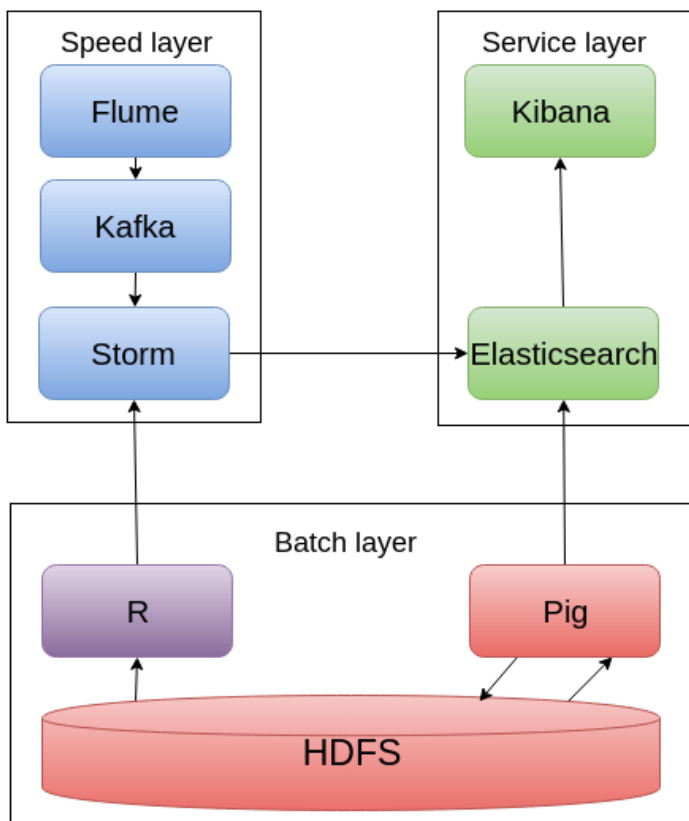 Speed layer
Flume
Kafka
Storm
Service layer
Kibana
Elasticsearch
Batch layer
R
Pig
HDFS